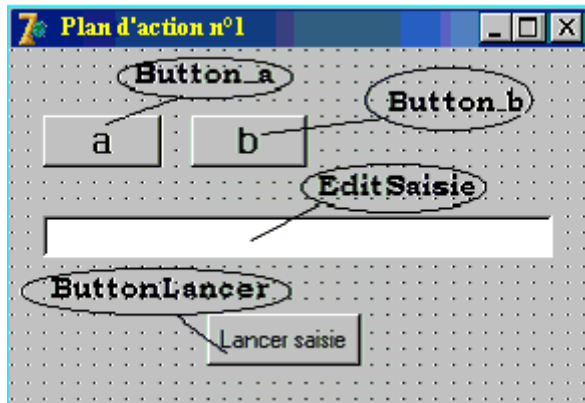 Plan d'action n°1
Button_a
Button_b
a
b
EditSaisie
ButtonLancer
Lancer saisie